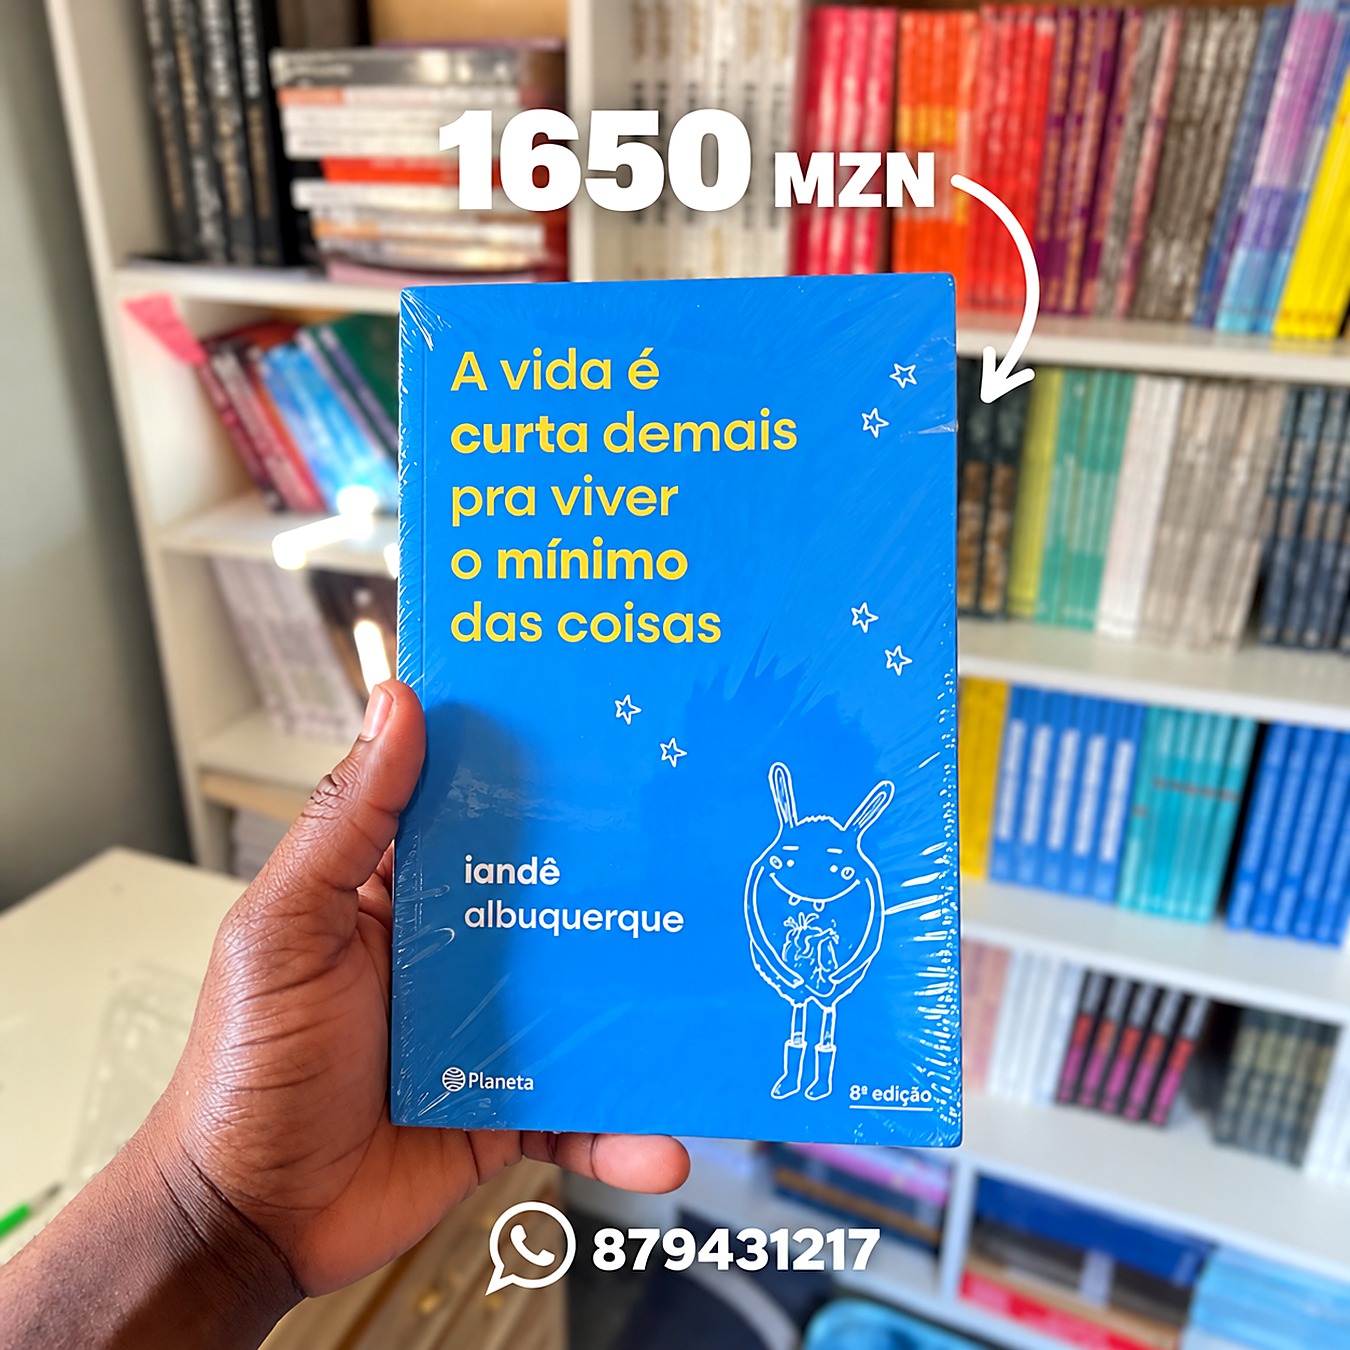 1650 MZN
A vida é
curta demais
pra viver
o mínimo
das coisas
iandê
albuquerque
Planeta
8ª edição
879431217